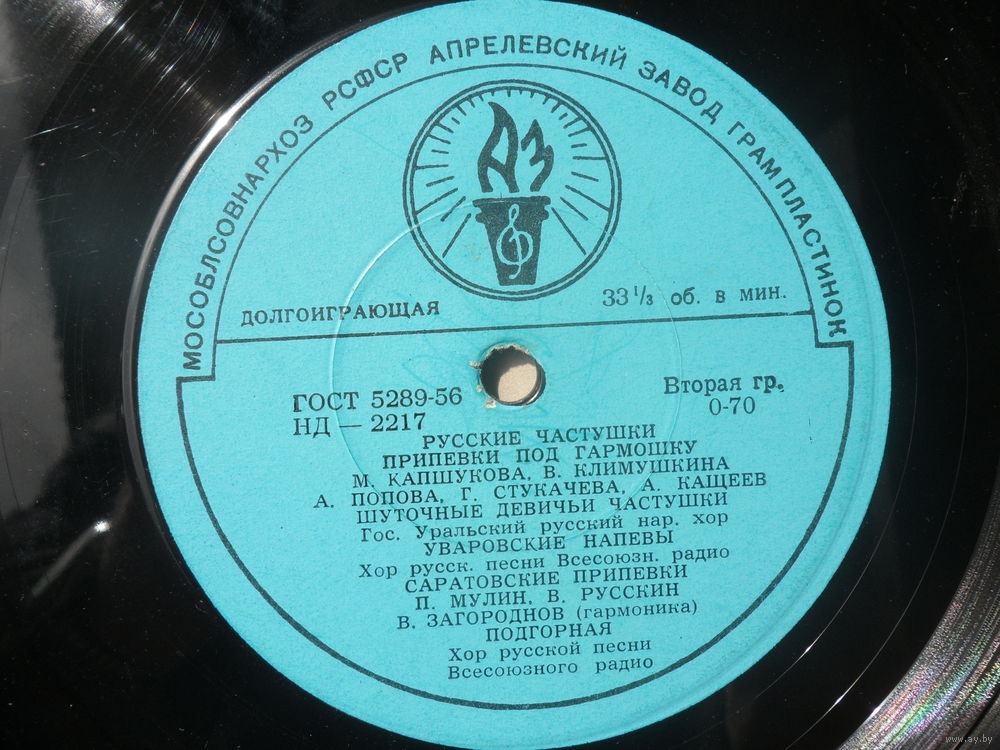 МОСОБЛСОВНАРХОЗ РСФСР АПРЕЛЕВСКИЙ ЗАВОД ГРАМПЛАСТИНОК
АЗ
ДОЛГОИГРАЮЩАЯ
33 1/3 об. в мин.
ГОСТ 5289-56
НД — 2217
Вторая гр.
0-70
РУССКИЕ ЧАСТУШКИ
ПРИПЕВКИ ПОД ГАРМОШКУ
М. КАПШУКОВА, В. КЛИМУШКИНА
А. ПОПОВА, Г. СТУКАЧЕВА, А. КАЩЕЕВ
ШУТОЧНЫЕ ДЕВИЧЬИ ЧАСТУШКИ
Гос. Уральский русский нар. хор
УВАРОВСКИЕ НАПЕВЫ
Хор русск. песни Всесоюзн. радио
САРАТОВСКИЕ ПРИПЕВКИ
П. МУЛИН, В. РУССКИН
В. ЗАГОРОДНОВ (гармоника)
ПОДГОРНАЯ
Хор русской песни
Всесоюзного радио
www.ay.by